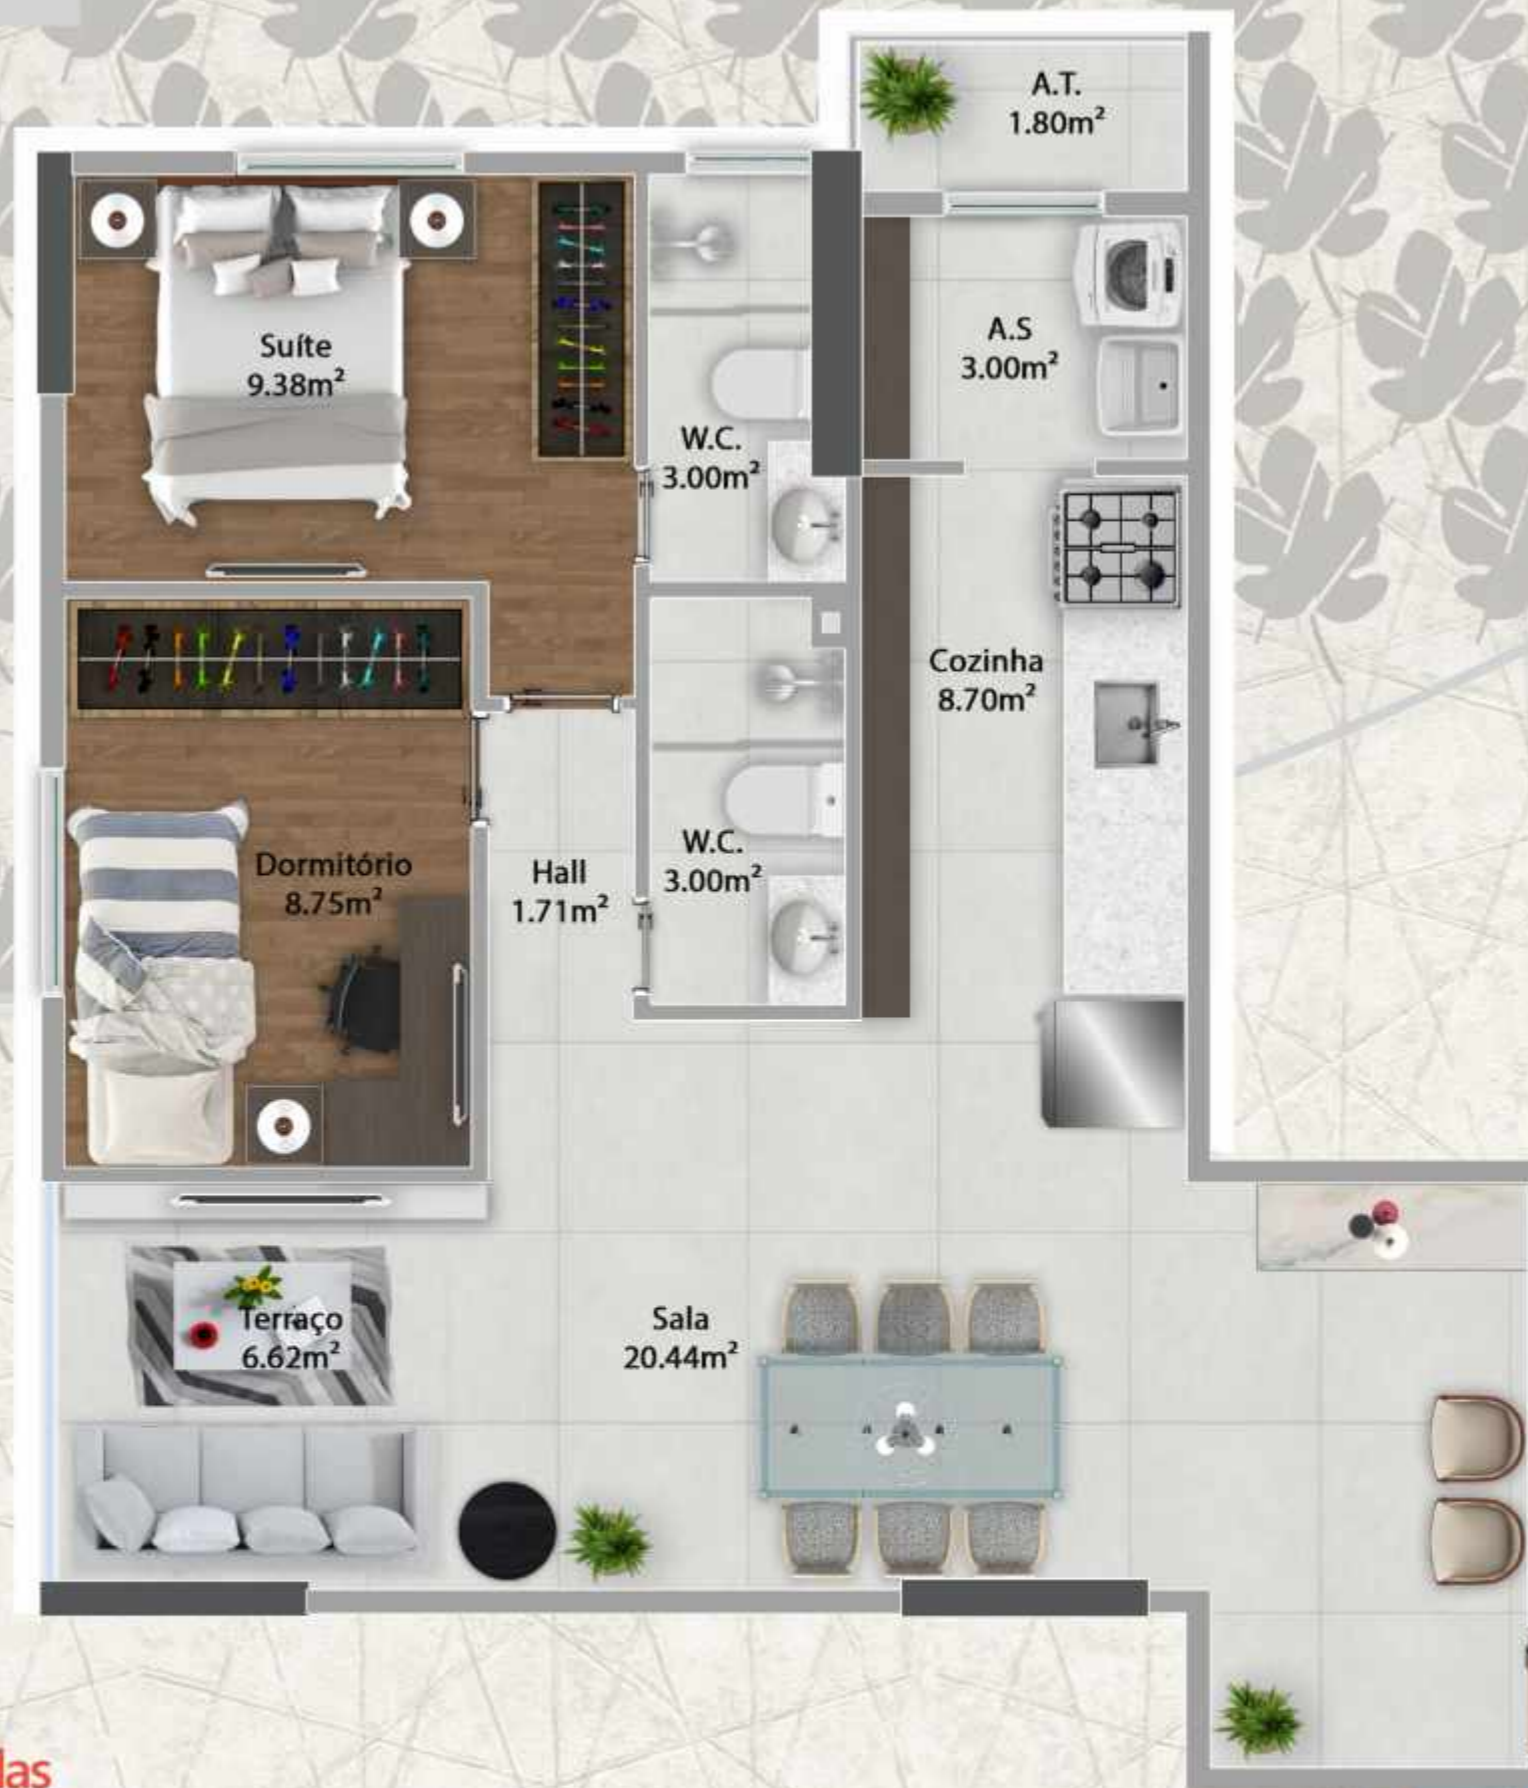 A.T.
1.80m²
Suíte
9.38m²
A.S
3.00m²
W.C.
3.00m²
Cozinha
8.70m²
Dormitório
8.75m²
Hall
1.71m²
W.C.
3.00m²
Terraço
6.62m²
Sala
20.44m²
las